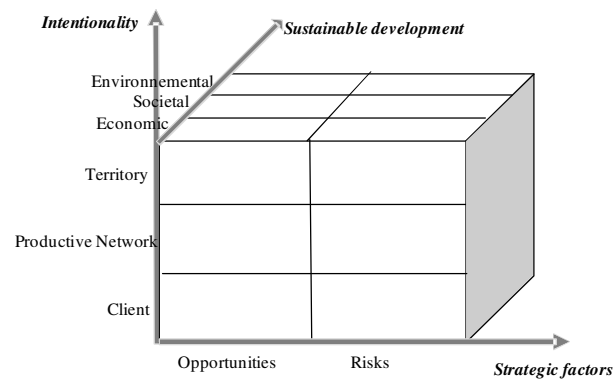 Intentionality
Sustainable development
Environnemental
Societal
Economic
Territory
Productive Network
Client
Opportunities Risks
Strategic factors